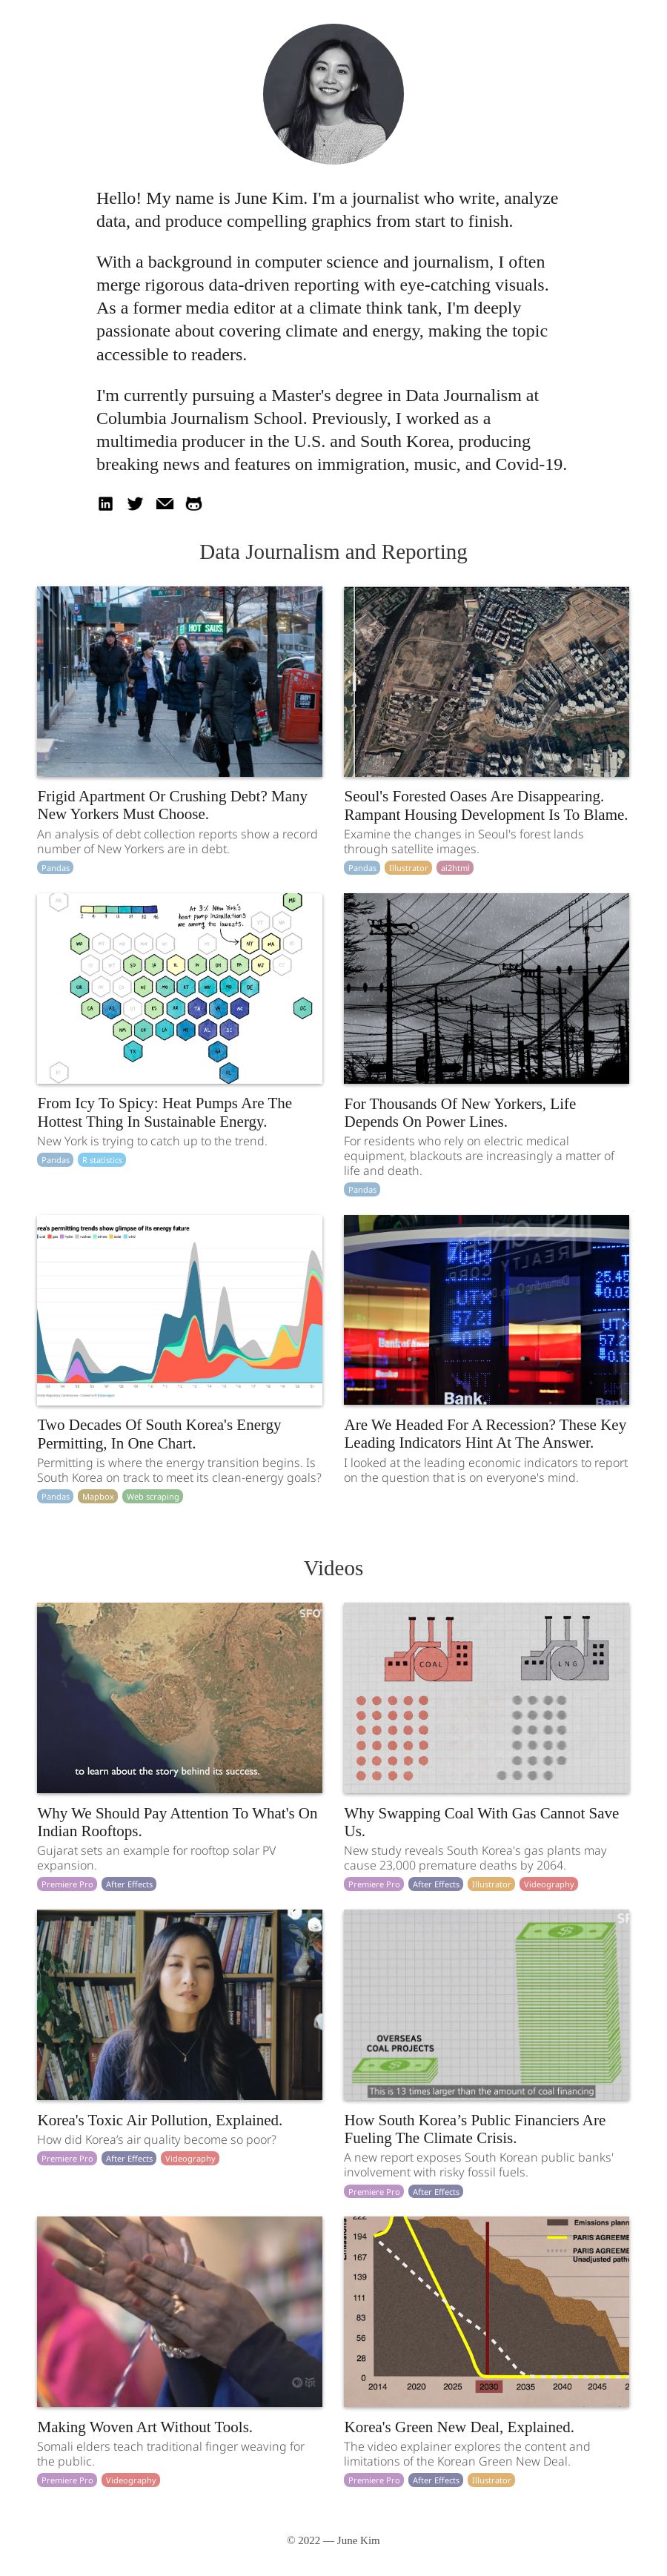 Hello! My name is June Kim. I'm a journalist who write, analyze
data, and produce compelling graphics from start to finish.
With a background in computer science and journalism, I often
merge rigorous data-driven reporting with eye-catching visuals.
As a former media editor at a climate think tank, I'm deeply
passionate about covering climate and energy, making the topic
accessible to readers.
I'm currently pursuing a Master's degree in Data Journalism at
Columbia Journalism School. Previously, I worked as a
multimedia producer in the U.S. and South Korea, producing
breaking news and features on immigration, music, and Covid-19.
Data Journalism and Reporting
HOT SAUS
Frigid Apartment Or Crushing Debt? Many
New Yorkers Must Choose.
An analysis of debt collection reports show a record
number of New Yorkers are in debt.
Pandas
Seoul's Forested Oases Are Disappearing.
Rampant Housing Development Is To Blame.
Examine the changes in Seoul's forest lands
through satellite images.
Pandas Illustrator ai2html
At 3% New York's
heat pump installations
are among the lowests.
From Icy To Spicy: Heat Pumps Are The
Hottest Thing In Sustainable Energy.
New York is trying to catch up to the trend.
Pandas R statistics
For Thousands Of New Yorkers, Life
Depends On Power Lines.
For residents who rely on electric medical
equipment, blackouts are increasingly a matter of
life and death.
Pandas
rea's permitting trends show glimpse of its energy future
Two Decades Of South Korea's Energy
Permitting, In One Chart.
Permitting is where the energy transition begins. Is
South Korea on track to meet its clean-energy goals?
Pandas Mapbox Web scraping
REALTY
UTX
57.21
0.19
25.45
0.03
UTX
57.2
0.19
Bank.
Are We Headed For A Recession? These Key
Leading Indicators Hint At The Answer.
I looked at the leading economic indicators to report
on the question that is on everyone's mind.
Videos
SFO
to learn about the story behind its success.
Why We Should Pay Attention To What's On
Indian Rooftops.
Gujarat sets an example for rooftop solar PV
expansion.
Premiere Pro After Effects
COAL LNG
Why Swapping Coal With Gas Cannot Save
Us.
New study reveals South Korea's gas plants may
cause 23,000 premature deaths by 2064.
Premiere Pro After Effects Illustrator Videography
Korea's Toxic Air Pollution, Explained.
How did Korea’s air quality become so poor?
Premiere Pro After Effects Videography
SF
OVERSEAS
COAL PROJECTS
This is 13 times larger than the amount of coal financing
How South Korea’s Public Financiers Are
Fueling The Climate Crisis.
A new report exposes South Korean public banks'
involvement with risky fossil fuels.
Premiere Pro After Effects
Making Woven Art Without Tools.
Somali elders teach traditional finger weaving for
the public.
Premiere Pro Videography
222
194
167
139
111
83
56
28
0
2014 2020 2025 2030 2035 2040 2045 2
Emissions plann
PARIS AGREEME
PARIS AGREEME
Unadjusted path
Korea's Green New Deal, Explained.
The video explainer explores the content and
limitations of the Korean Green New Deal.
Premiere Pro After Effects Illustrator
© 2022 — June Kim